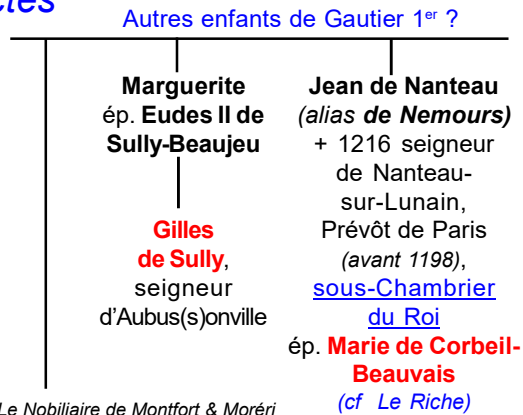 Autres enfants de Gautier 1er ?
Marguerite
ép. Eudes II de
Sully-Beaujeu
Gilles
de Sully,
seigneur
d'Aubus(s)onville
Jean de Nanteau
(alias de Nemours)
+ 1216 seigneur
de Nanteau-
sur-Lunain,
Prévôt de Paris
(avant 1198),
sous-Chambrier
du Roi
ép. Marie de Corbeil-
Beauvais
(cf Le Riche)
Le Nobiliaire de Montfort & Moréri